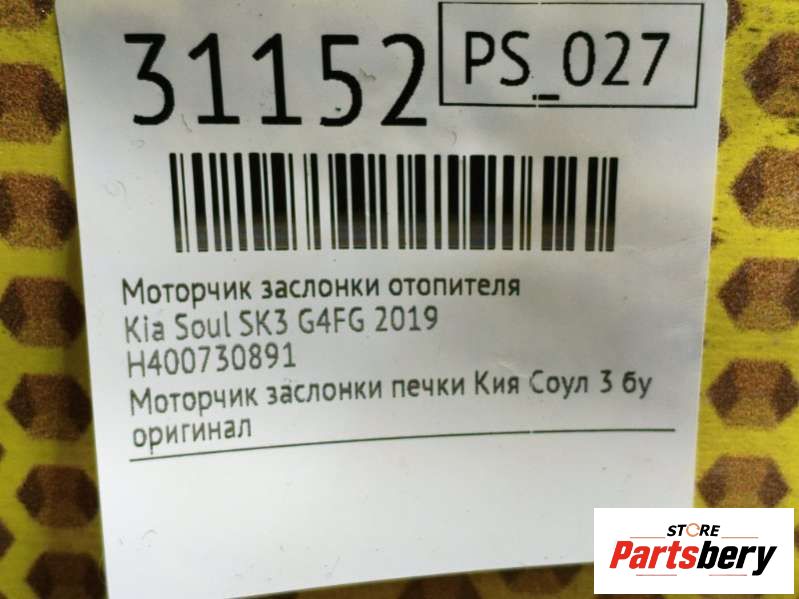 31152
PS_027
Моторчик заслонки отопителя
Kia Soul SK3 G4FG 2019
H400730891
Моторчик заслонки печки Кия Соул 3 бу
оригинал
STORE
Partsbery